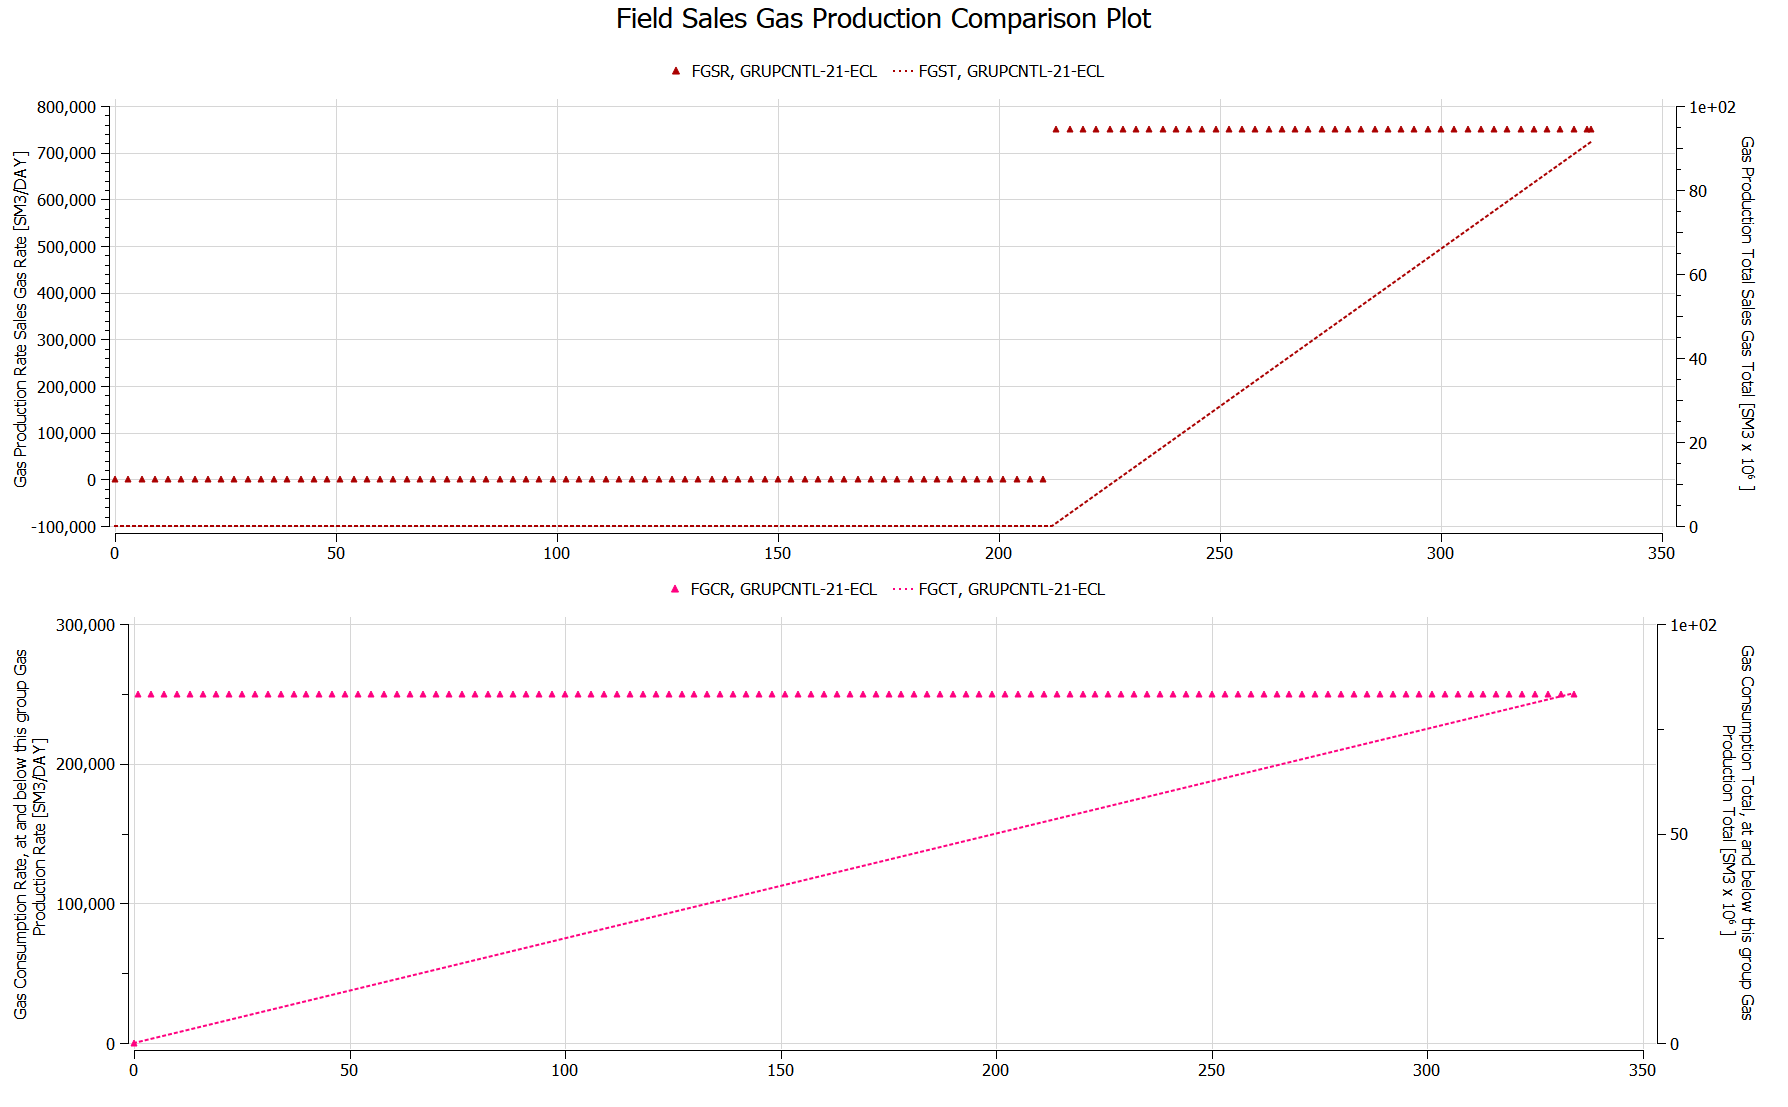 Field Sales Gas Production Comparison Plot
FGSR, GRUPCNTL-21-ECL FGST, GRUPCNTL-21-ECL
Gas Production Rate Sales Gas Rate [SM3/DAY]
800,000
700,000
600,000
500,000
400,000
300,000
200,000
100,000
0
-100,000
1e+02
80
60
40
20
0
Gas Production Total Sales Gas Total [SM3 x 10⁶ ]
0 50 100 150 200 250 300 350
FGCR, GRUPCNTL-21-ECL FGCT, GRUPCNTL-21-ECL
Gas Consumption Rate, at and below this group Gas
Production Rate [SM3/DAY]
300,000
200,000
100,000
0
1e+02
50
0
Gas Consumption Total, at and below this group Gas
Production Total [SM3 x 10⁶ ]
0 50 100 150 200 250 300 350